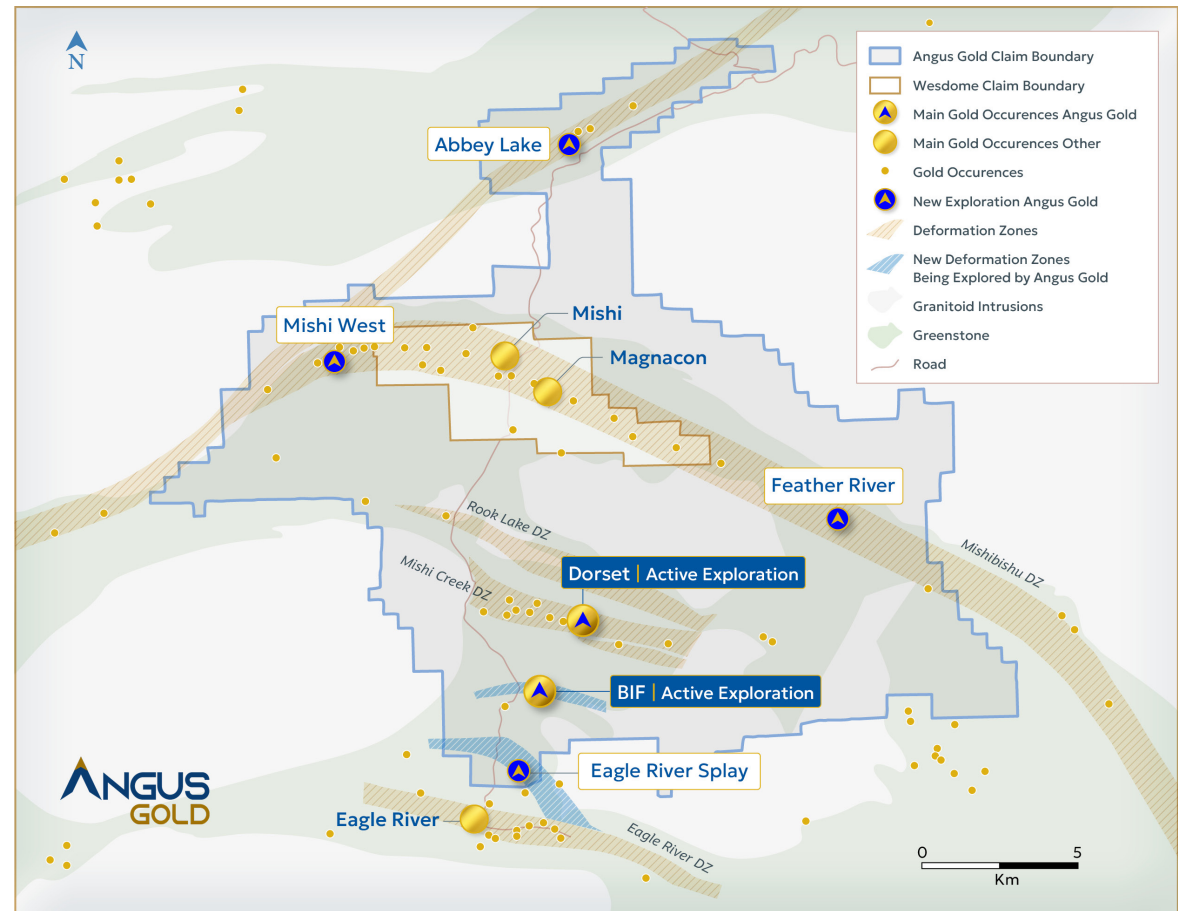 N
Angus Gold Claim Boundary
Wesdome Claim Boundary
Main Gold Occurences Angus Gold
Main Gold Occurences Other
Gold Occurences
New Exploration Angus Gold
Deformation Zones
New Deformation Zones
Being Explored by Angus Gold
Granitoid Intrusions
Greenstone
Road
Abbey Lake
Mishi West
Mishi
Magnacon
Feather River
Rook Lake DZ
Mishibishu DZ
Mishi Creek DZ
Dorset | Active Exploration
BIF | Active Exploration
Eagle River Splay
ANGUS
GOLD
Eagle River
Eagle River DZ
0 5
Km